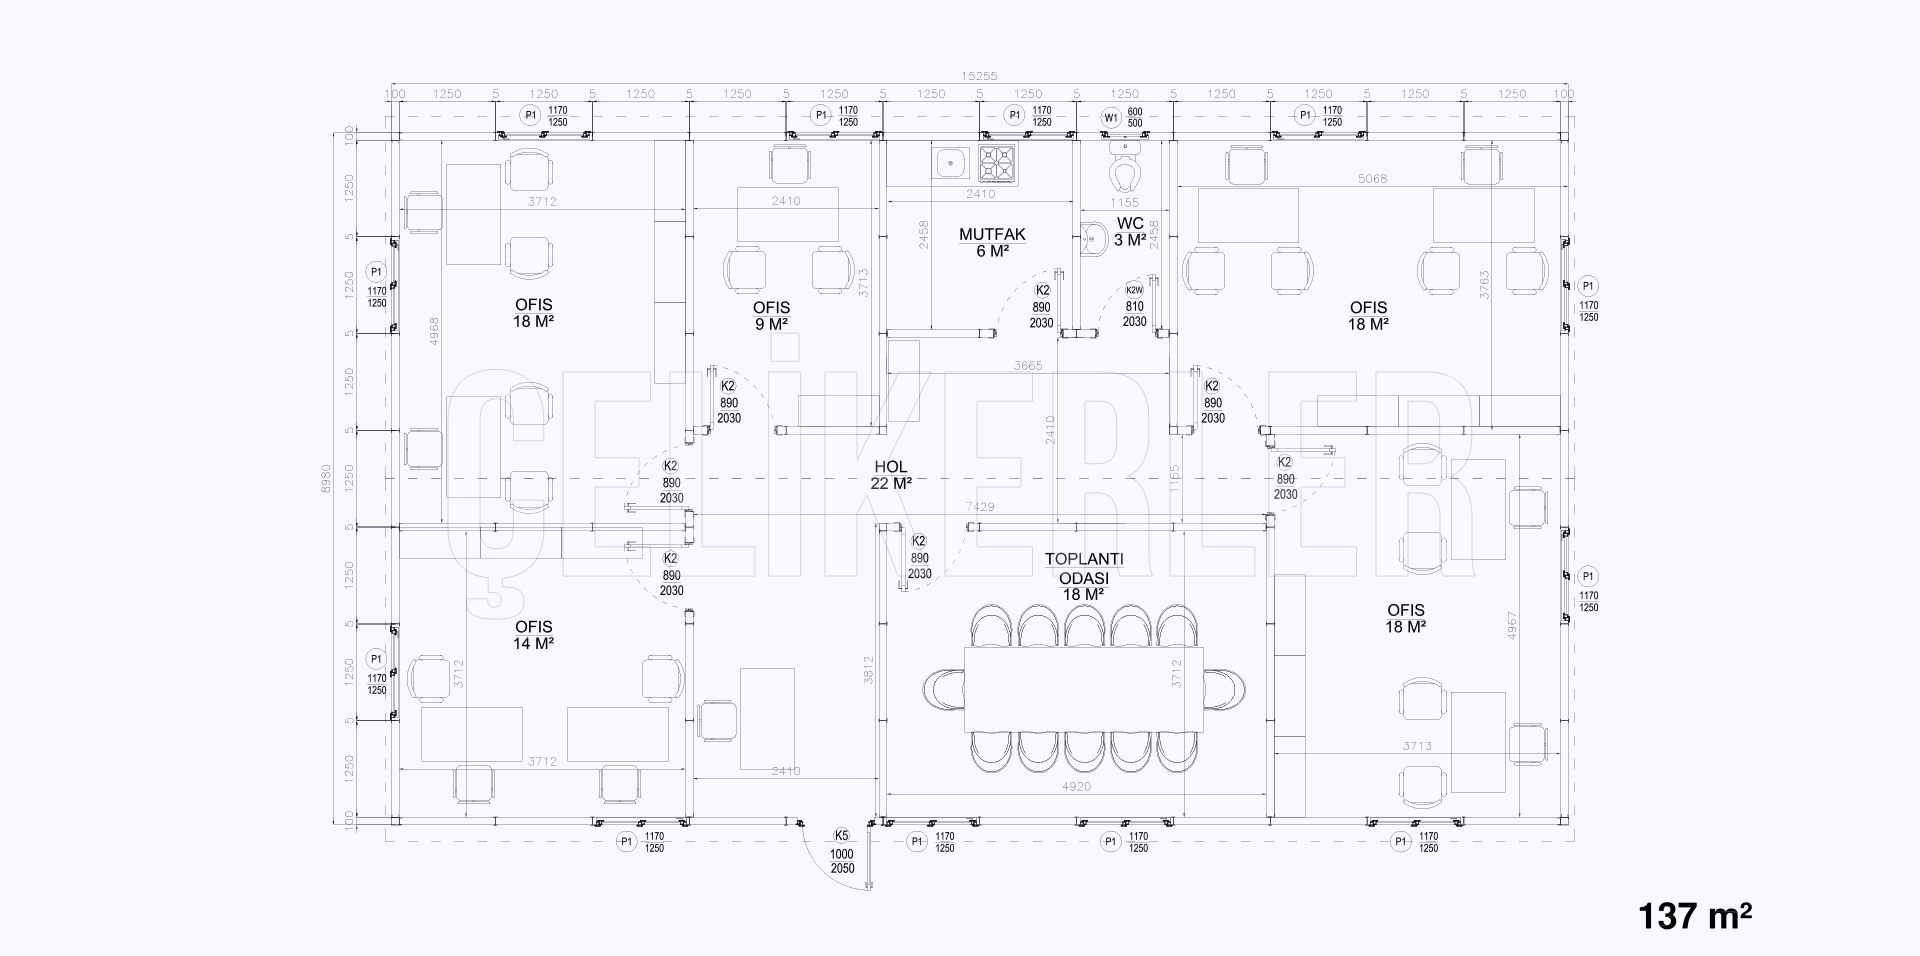 15255
100 1250 5 1250 5 1250 5 1250 5 1250 5 1250 5 1250 5 1250 5 1250 5 1250 5 1250 5 1250 100
P1 1170 1250
P1 1170 1250
P1 1170 1250
W1 600 500
P1 1170 1250
8980
100
1250
5
1250
5
1250
5
1250
5
1250
5
1250
5
1250
100
P1 1170 1250
P1 1170 1250
3712
4968
OFIS
18 M²
2410
3713
OFIS
9 M²
2410
2458
MUTFAK
6 M²
1155
2458
WC
3 M²
5068
3763
OFIS
18 M²
P1
1170
1250
K2
890
2030
K2W
810
2030
3665
K2
890
2030
K2
890
2030
2410
1155
ÇELİKERLER
K2
890
2030
HOL
22 M²
7429
K2
890
2030
K2
890
2030
K2
890
2030
TOPLANTI
ODASI
18 M²
P1
1170
1250
OFIS
14 M²
3712
3712
3812
2410
3712
4920
OFIS
18 M²
4967
3713
P1 1170 1250
K5
1000
2050
P1 1170 1250
P1 1170 1250
P1 1170 1250
137 m²